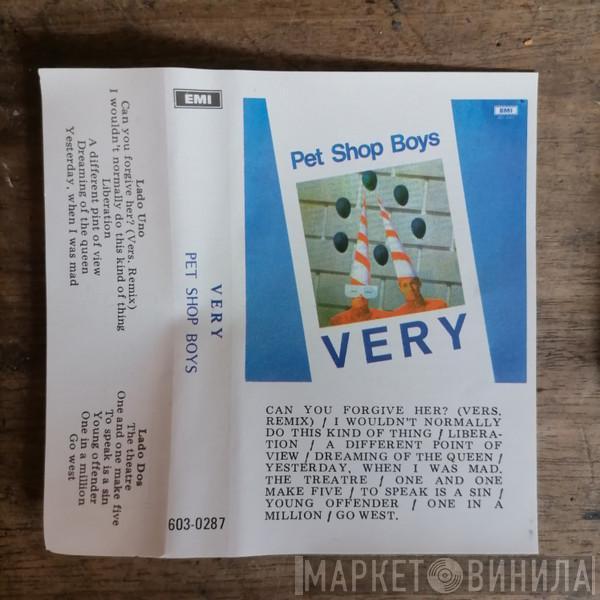 Lado Uno
Can you forgive her? (Vers. Remix)
I wouldn't normally do this kind of thing
Liberation
A different pint of view
Dreaming of the queen
Yesterday, when I was mad
Lado Dos
The theatre
One and one make five
To speak is a sin
Young offender
One in a million
Go west
EMI
VERY
PET SHOP BOYS
603-0287
EMI
Pet Shop Boys
VERY
CAN YOU FORGIVE HER? (VERS.
REMIX) / I WOULDN'T NORMALLY
DO THIS KIND OF THING / LIBERA-
TION / A DIFFERENT POINT OF
VIEW / DREAMING OF THE QUEEN /
YESTERDAY, WHEN I WAS MAD.
THE TREATRE / ONE AND ONE
MAKE FIVE / TO SPEAK IS A SIN /
YOUNG OFFENDER / ONE IN A
MILLION / GO WEST.
МАРКЕТ ВИНИЛА